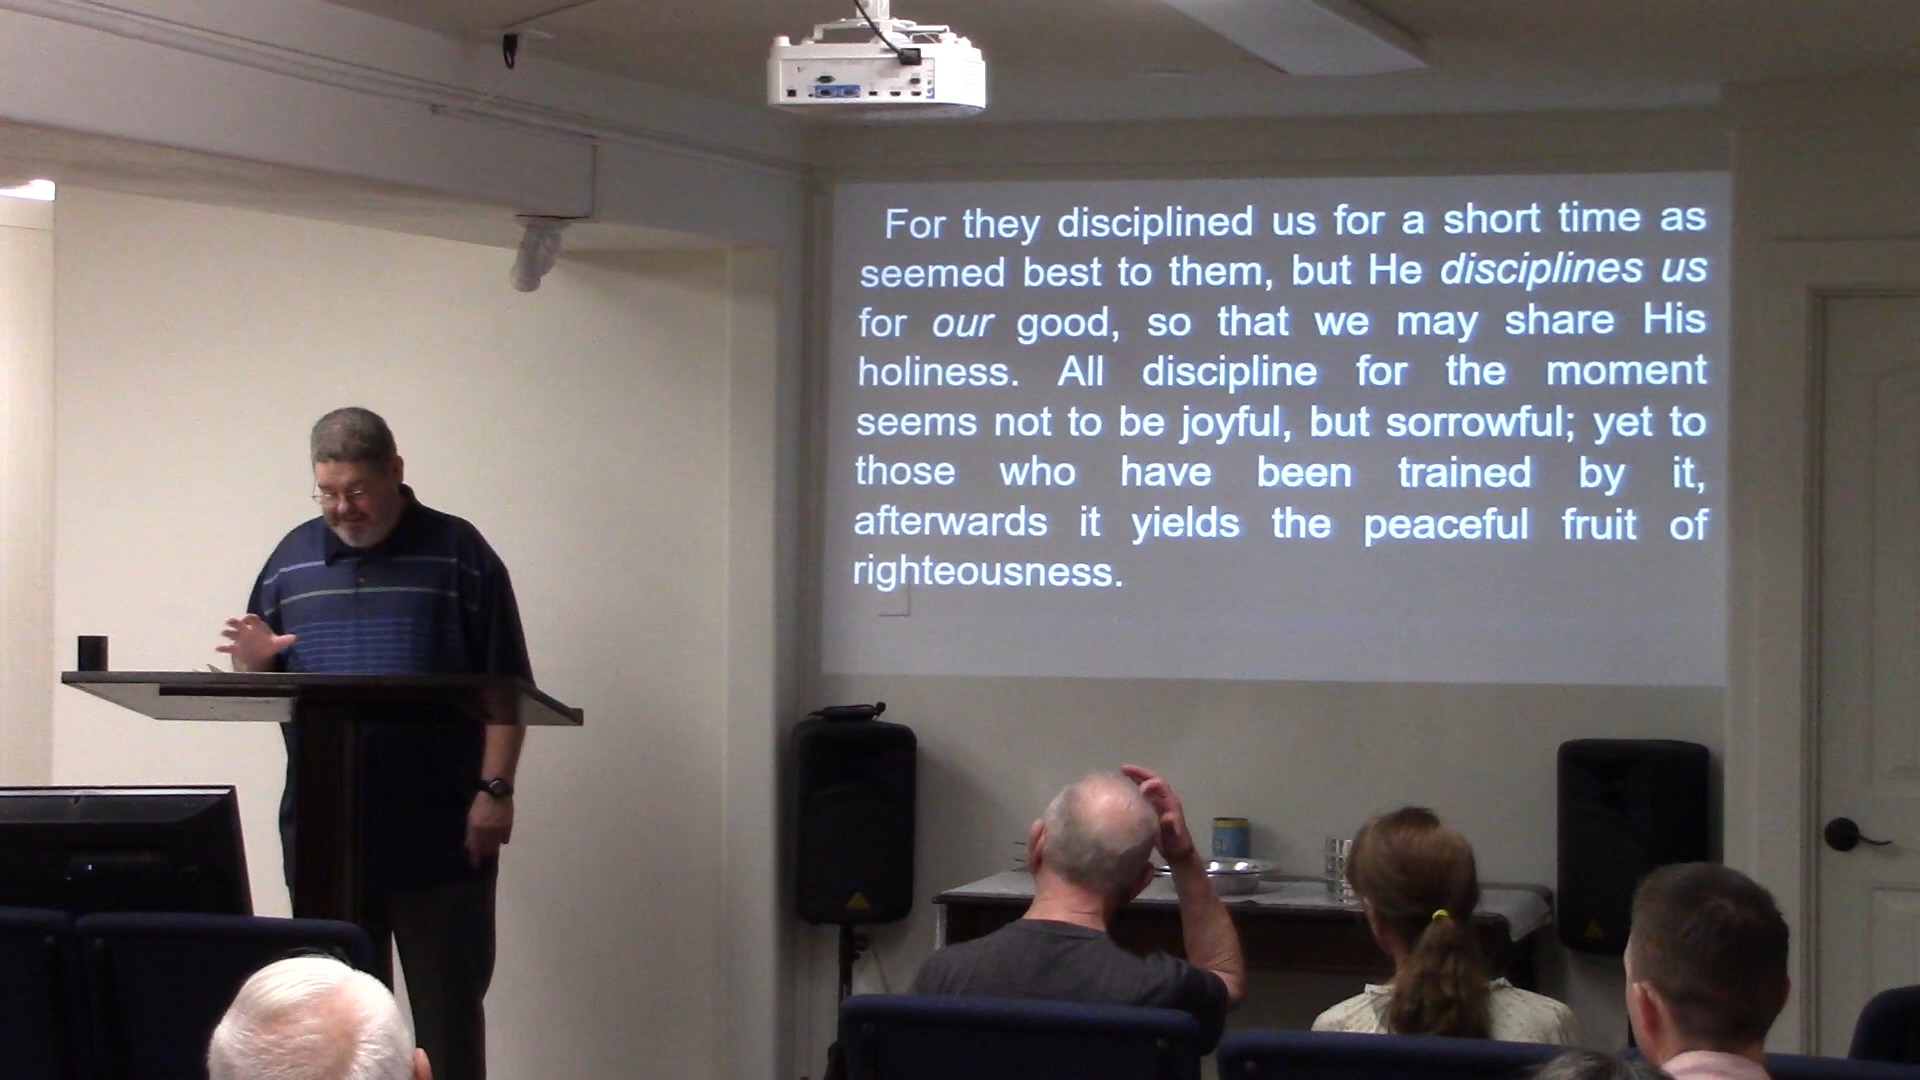 For they disciplined us for a short time as
seemed best to them, but He disciplines us
for our good, so that we may share His
holiness. All discipline for the moment
seems not to be joyful, but sorrowful; yet to
those who have been trained by it,
afterwards it yields the peaceful fruit of
righteousness.